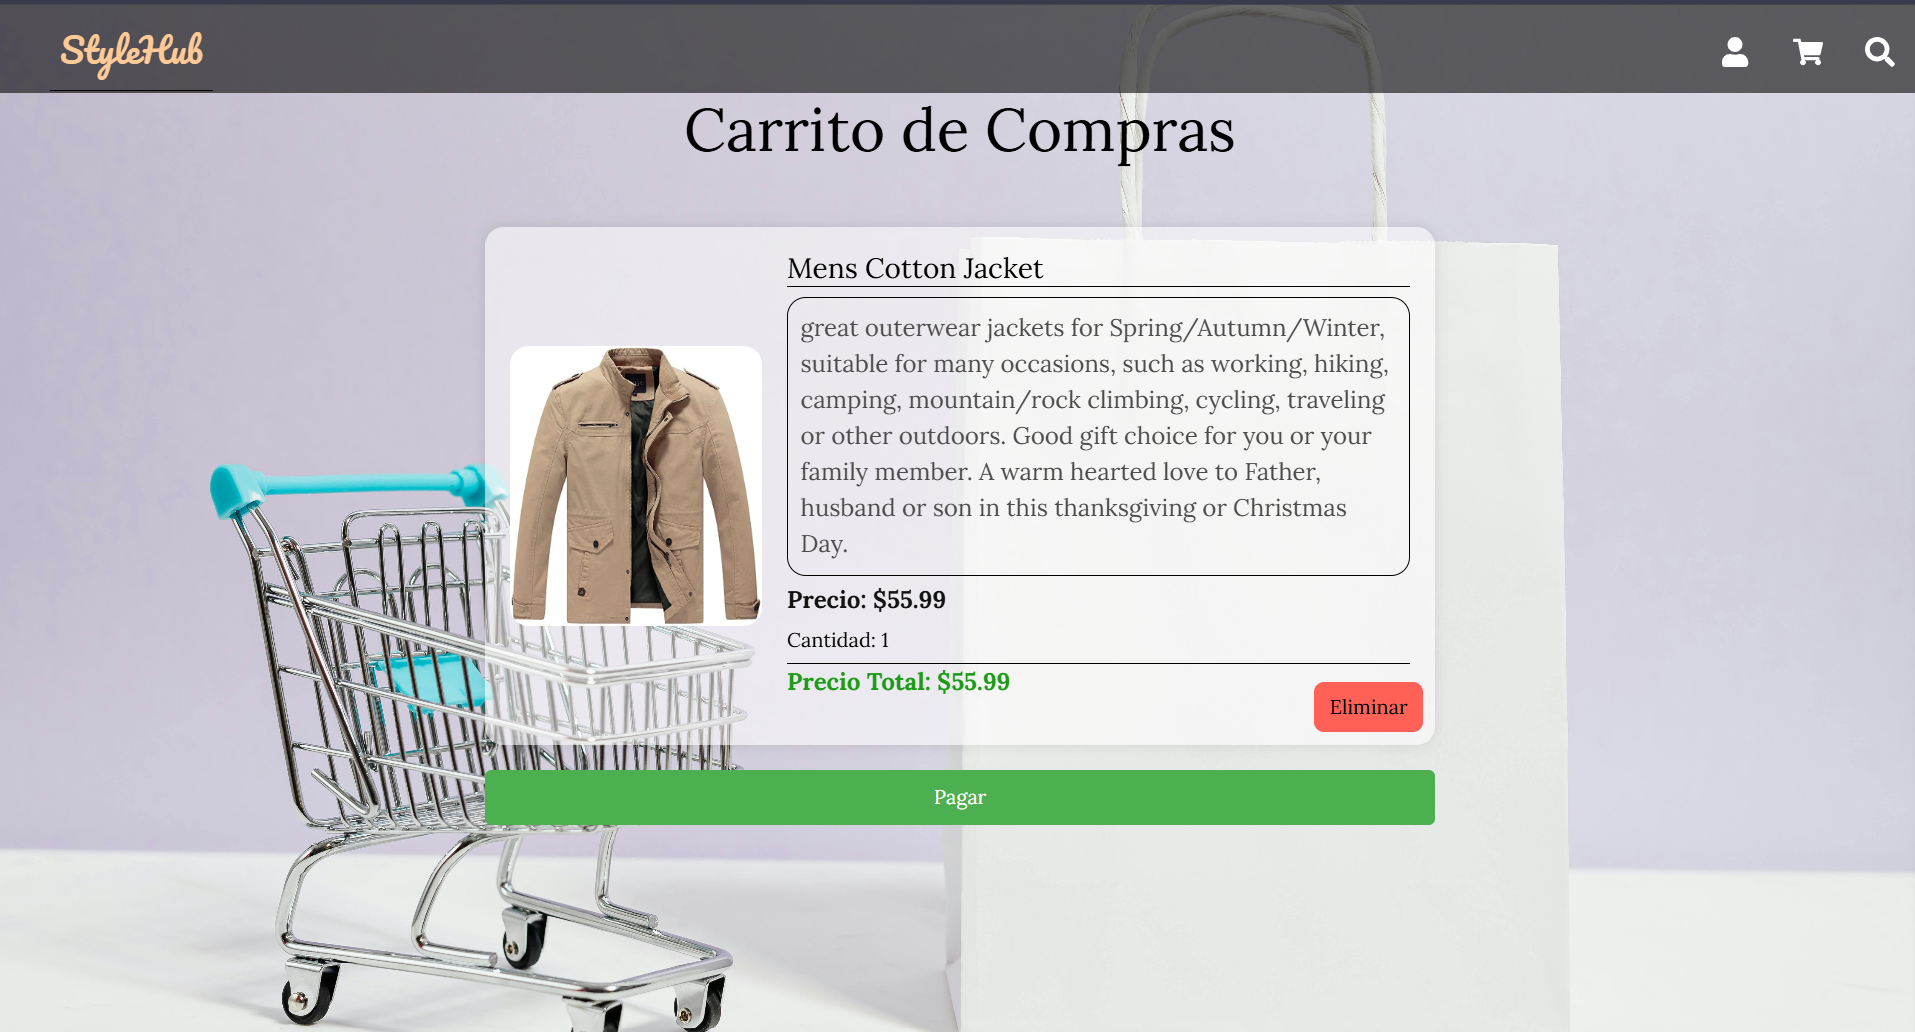 StyleHub
Carrito de Compras
Mens Cotton Jacket
great outerwear jackets for Spring/Autumn/Winter,
suitable for many occasions, such as working, hiking,
camping, mountain/rock climbing, cycling, traveling
or other outdoors. Good gift choice for you or your
family member. A warm hearted love to Father,
husband or son in this thanksgiving or Christmas
Day.
Precio: $55.99
Cantidad: 1
Precio Total: $55.99
Eliminar
Pagar